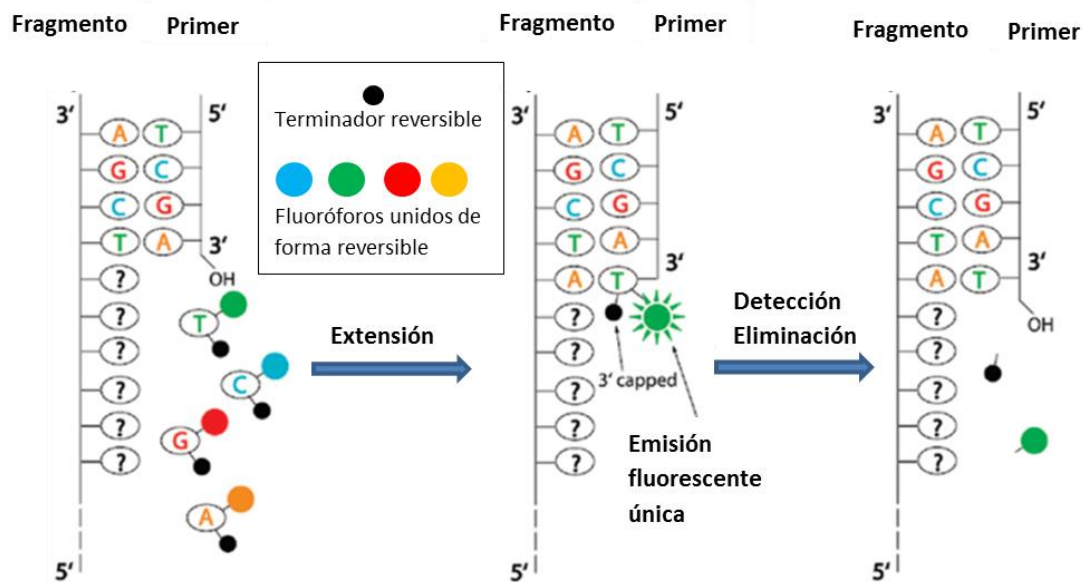 Fragmento Primer
3' 5'
A T
G C
C G
T A
3'
?
OH
?
T
?
C
?
G
?
?
A
5'
Terminador reversible
Fluoróforos unidos de
forma reversible
Extensión
Fragmento Primer
3' 5'
A T
G C
C G
T A
3'
A T
?
?
3' capped
?
?
?
5'
Emisión
fluorescente
única
Detección
Eliminación
Fragmento Primer
3' 5'
A T
G C
C G
T A
3'
A T
?
OH
?
?
?
?
5'